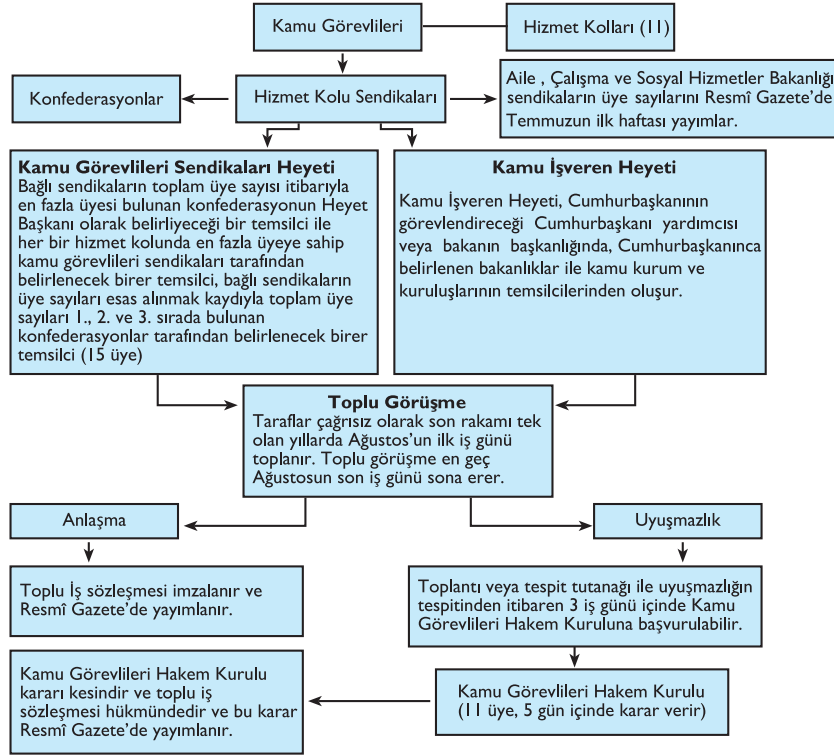 Kamu Görevlileri
Hizmet Kolları (11)
Konfederasyonlar
Hizmet Kolu Sendikaları
Aile , Çalışma ve Sosyal Hizmetler Bakanlığı
sendikaların üye sayılarını Resmî Gazete’de
Temmuzun ilk haftası yayımlar.
Kamu Görevlileri Sendikaları Heyeti
Bağlı sendikaların toplam üye sayısı itibarıyla
en fazla üyesi bulunan konfederasyonun Heyet
Başkanı olarak belirliyeceği bir temsilci ile
her bir hizmet kolunda en fazla üyeye sahip
kamu görevlileri sendikaları tarafından
belirlenecek birer temsilci, bağlı sendikaların
üye sayıları esas alınmak kaydıyla toplam üye
sayıları 1., 2. ve 3. sırada bulunan
konfederasyonlar tarafından belirlenecek birer
temsilci (15 üye)
Kamu İşveren Heyeti
Kamu İşveren Heyeti, Cumhurbaşkanının
görevlendireceği Cumhurbaşkanı yardımcısı
veya bakanın başkanlığında, Cumhurbaşkanınca
belirlenen bakanlıklar ile kamu kurum ve
kuruluşlarının temsilcilerinden oluşur.
Toplu Görüşme
Taraflar çağrısız olarak son rakamı tek
olan yıllarda Ağustos’un ilk iş günü
toplanır. Toplu görüşme en geç
Ağustosun son iş günü sona erer.
Anlaşma
Uyuşmazlık
Toplu İş sözleşmesi imzalanır ve
Resmî Gazete’de yayımlanır.
Toplantı veya tespit tutanağı ile uyuşmazlığın
tespitinden itibaren 3 iş günü içinde Kamu
Görevlileri Hakem Kuruluna başvurulabilir.
Kamu Görevlileri Hakem Kurulu
kararı kesindir ve toplu iş
sözleşmesi hükmündedir ve bu karar
Resmî Gazete’de yayımlanır.
Kamu Görevlileri Hakem Kurulu
(11 üye, 5 gün içinde karar verir)